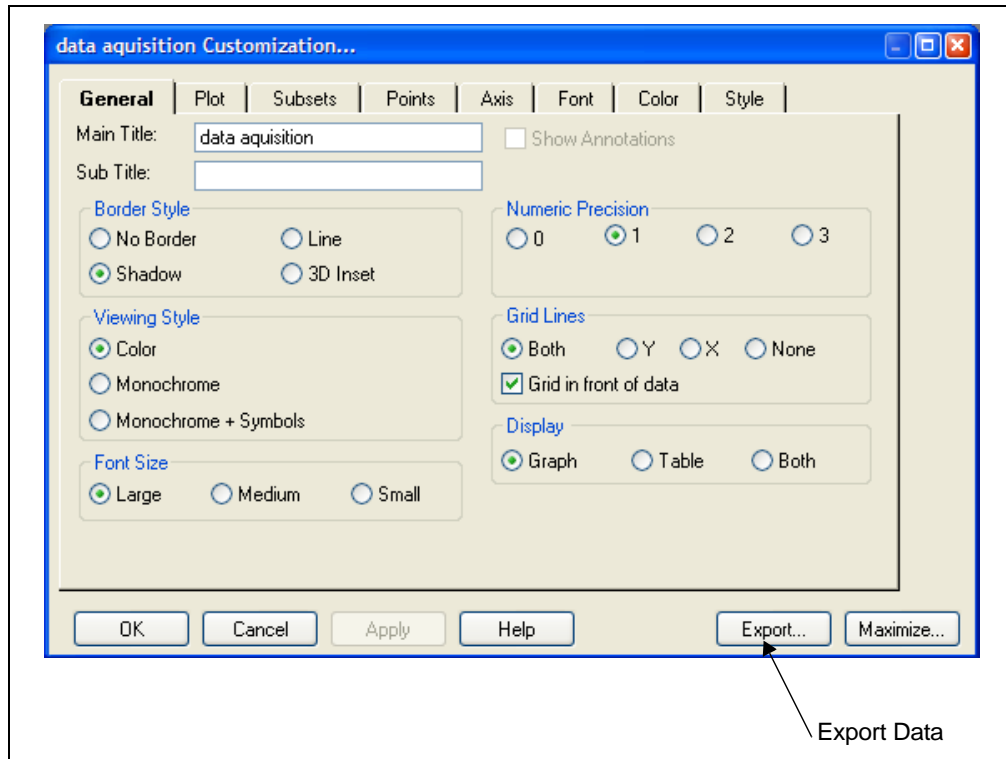 data aquisition Customization...
General Plot Subsets Points Axis Font Color Style
Main Title: data aquisition Show Annotations
Sub Title:
Border Style
No Border Line
Shadow 3D Inset
Numeric Precision
0 1 2 3
Viewing Style
Color
Monochrome
Monochrome + Symbols
Grid Lines
Both Y X None
Grid in front of data
Font Size
Large Medium Small
Display
Graph Table Both
OK Cancel Apply Help Export... Maximize...
Export Data